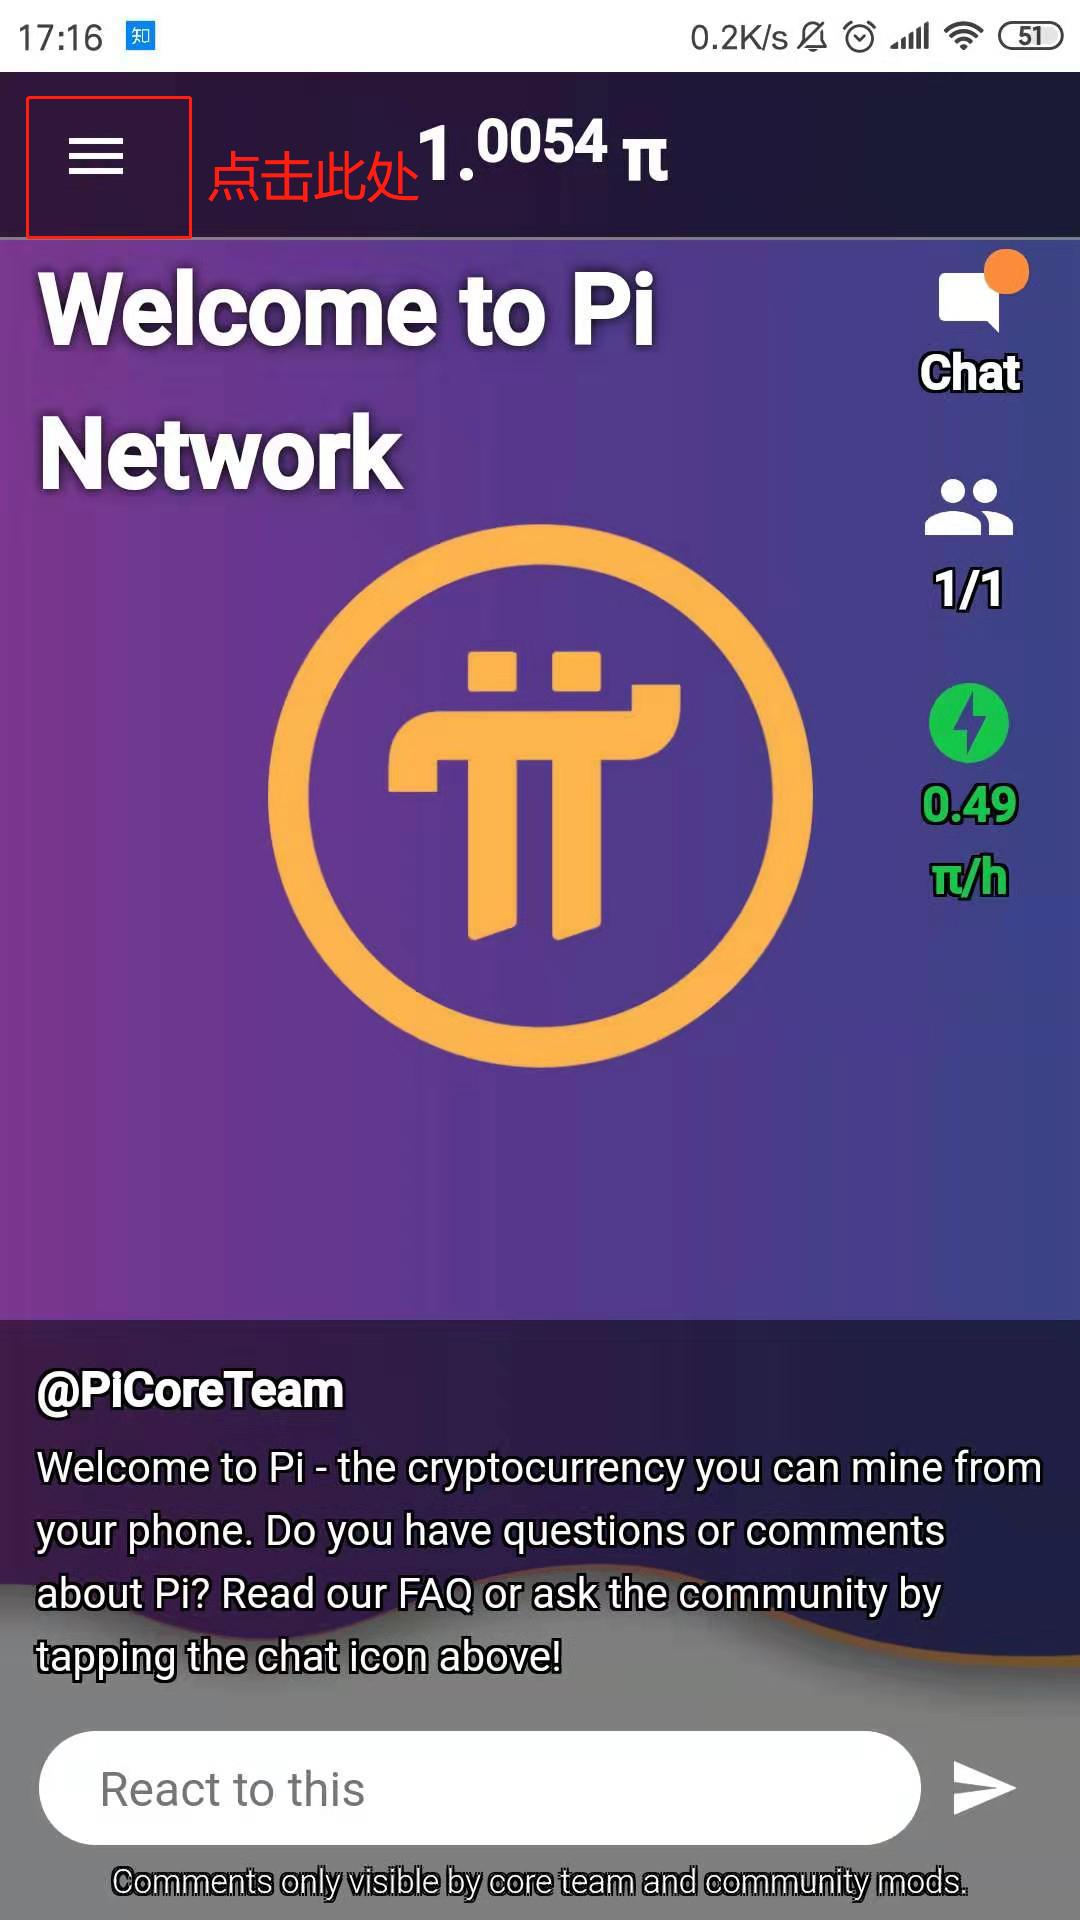 17:16 知 0.2K/s 51
点击此处 1.0054 π
Welcome to Pi
Network
Chat
1/1
0.49
π/h
@PiCoreTeam
Welcome to Pi - the cryptocurrency you can mine from
your phone. Do you have questions or comments
about Pi? Read our FAQ or ask the community by
tapping the chat icon above!
React to this
Comments only visible by core team and community mods.